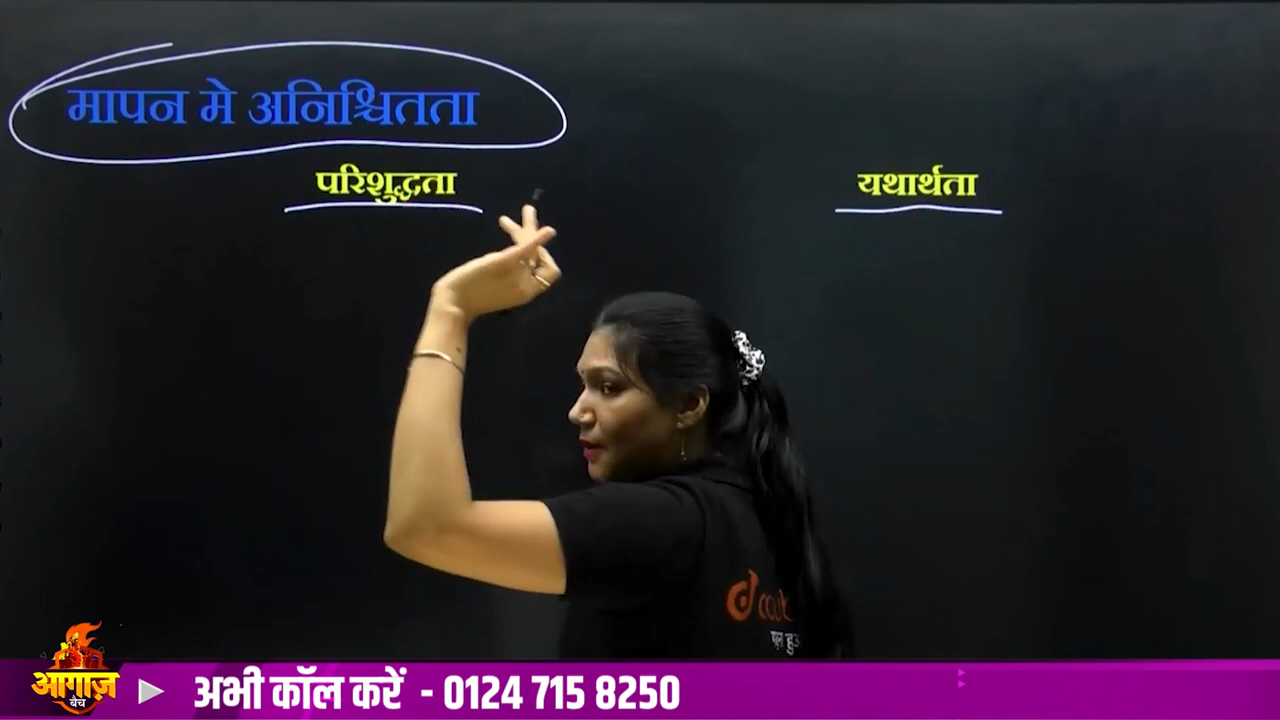 मापन मे अनिश्चितता
परिशुद्धता
यथार्थता
आगाज़
बैच
अभी कॉल करें - 0124 715 8250